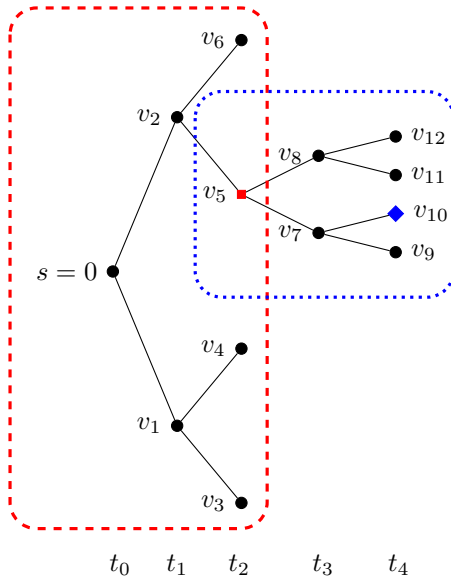 v₆
v₂
v₁₂
v₈
v₁₁
v₅
v₁₀
v₇
v₉
s = 0
v₄
v₁
v₃
t₀ t₁ t₂ t₃ t₄